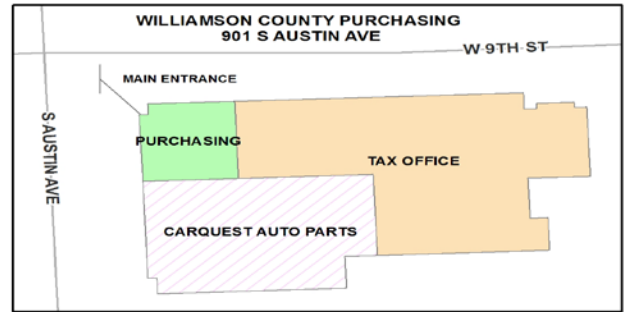 WILLIAMSON COUNTY PURCHASING
901 S AUSTIN AVE
W 9TH ST
MAIN ENTRANCE
S AUSTIN AVE
PURCHASING
TAX OFFICE
CARQUEST AUTO PARTS